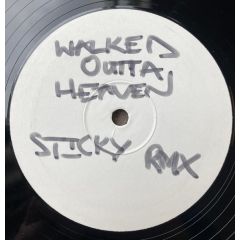 WALKED
OUTTA
HEAVEN
STICKY RMX